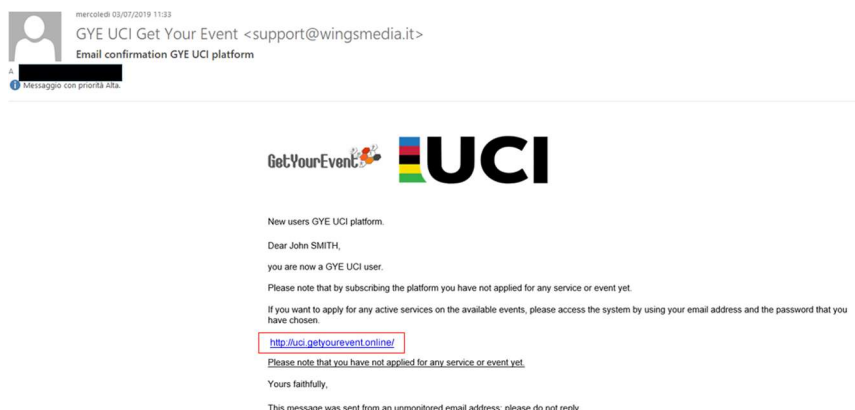 mercoledì 03/07/2019 11:33
GYE UCI Get Your Event <support@wingsmedia.it>
Email confirmation GYE UCI platform
A
Messaggio con priorità Alta.
GetYourEvent UCI
New users GYE UCI platform.
Dear John SMITH,
you are now a GYE UCI user.
Please note that by subscribing the platform you have not applied for any service or event yet.
If you want to apply for any active services on the available events, please access the system by using your email address and the password that you
have chosen.
http://uci.getyourevent.online/
Please note that you have not applied for any service or event yet.
Yours faithfully,
This message was sent from an unmonitored email address: please do not reply